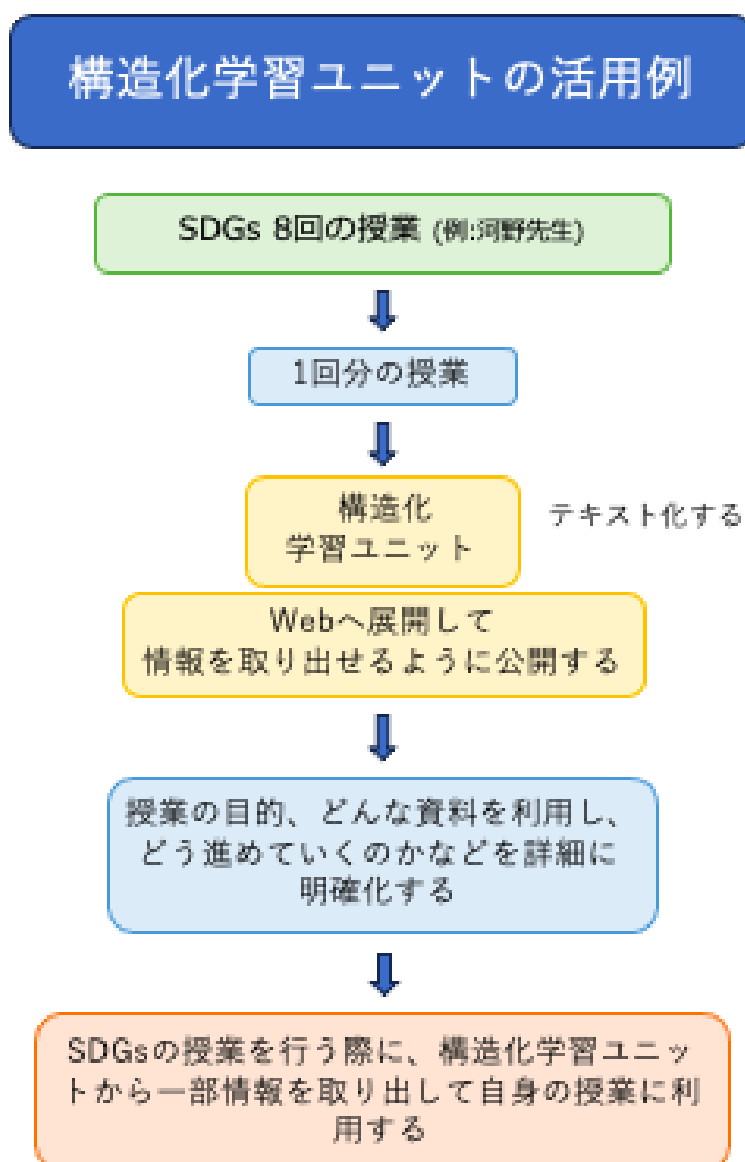 構造化学習ユニットの活用例
SDGs 8回の授業 (例:河野先生)
1回分の授業
構造化
学習ユニット
テキスト化する
Webへ展開して
情報を取り出せるように公開する
授業の目的、どんな資料を利用し、
どう進めていくのかなどを詳細に
明確化する
SDGsの授業を行う際に、構造化学習ユニッ
トから一部情報を取り出して自身の授業に利
用する